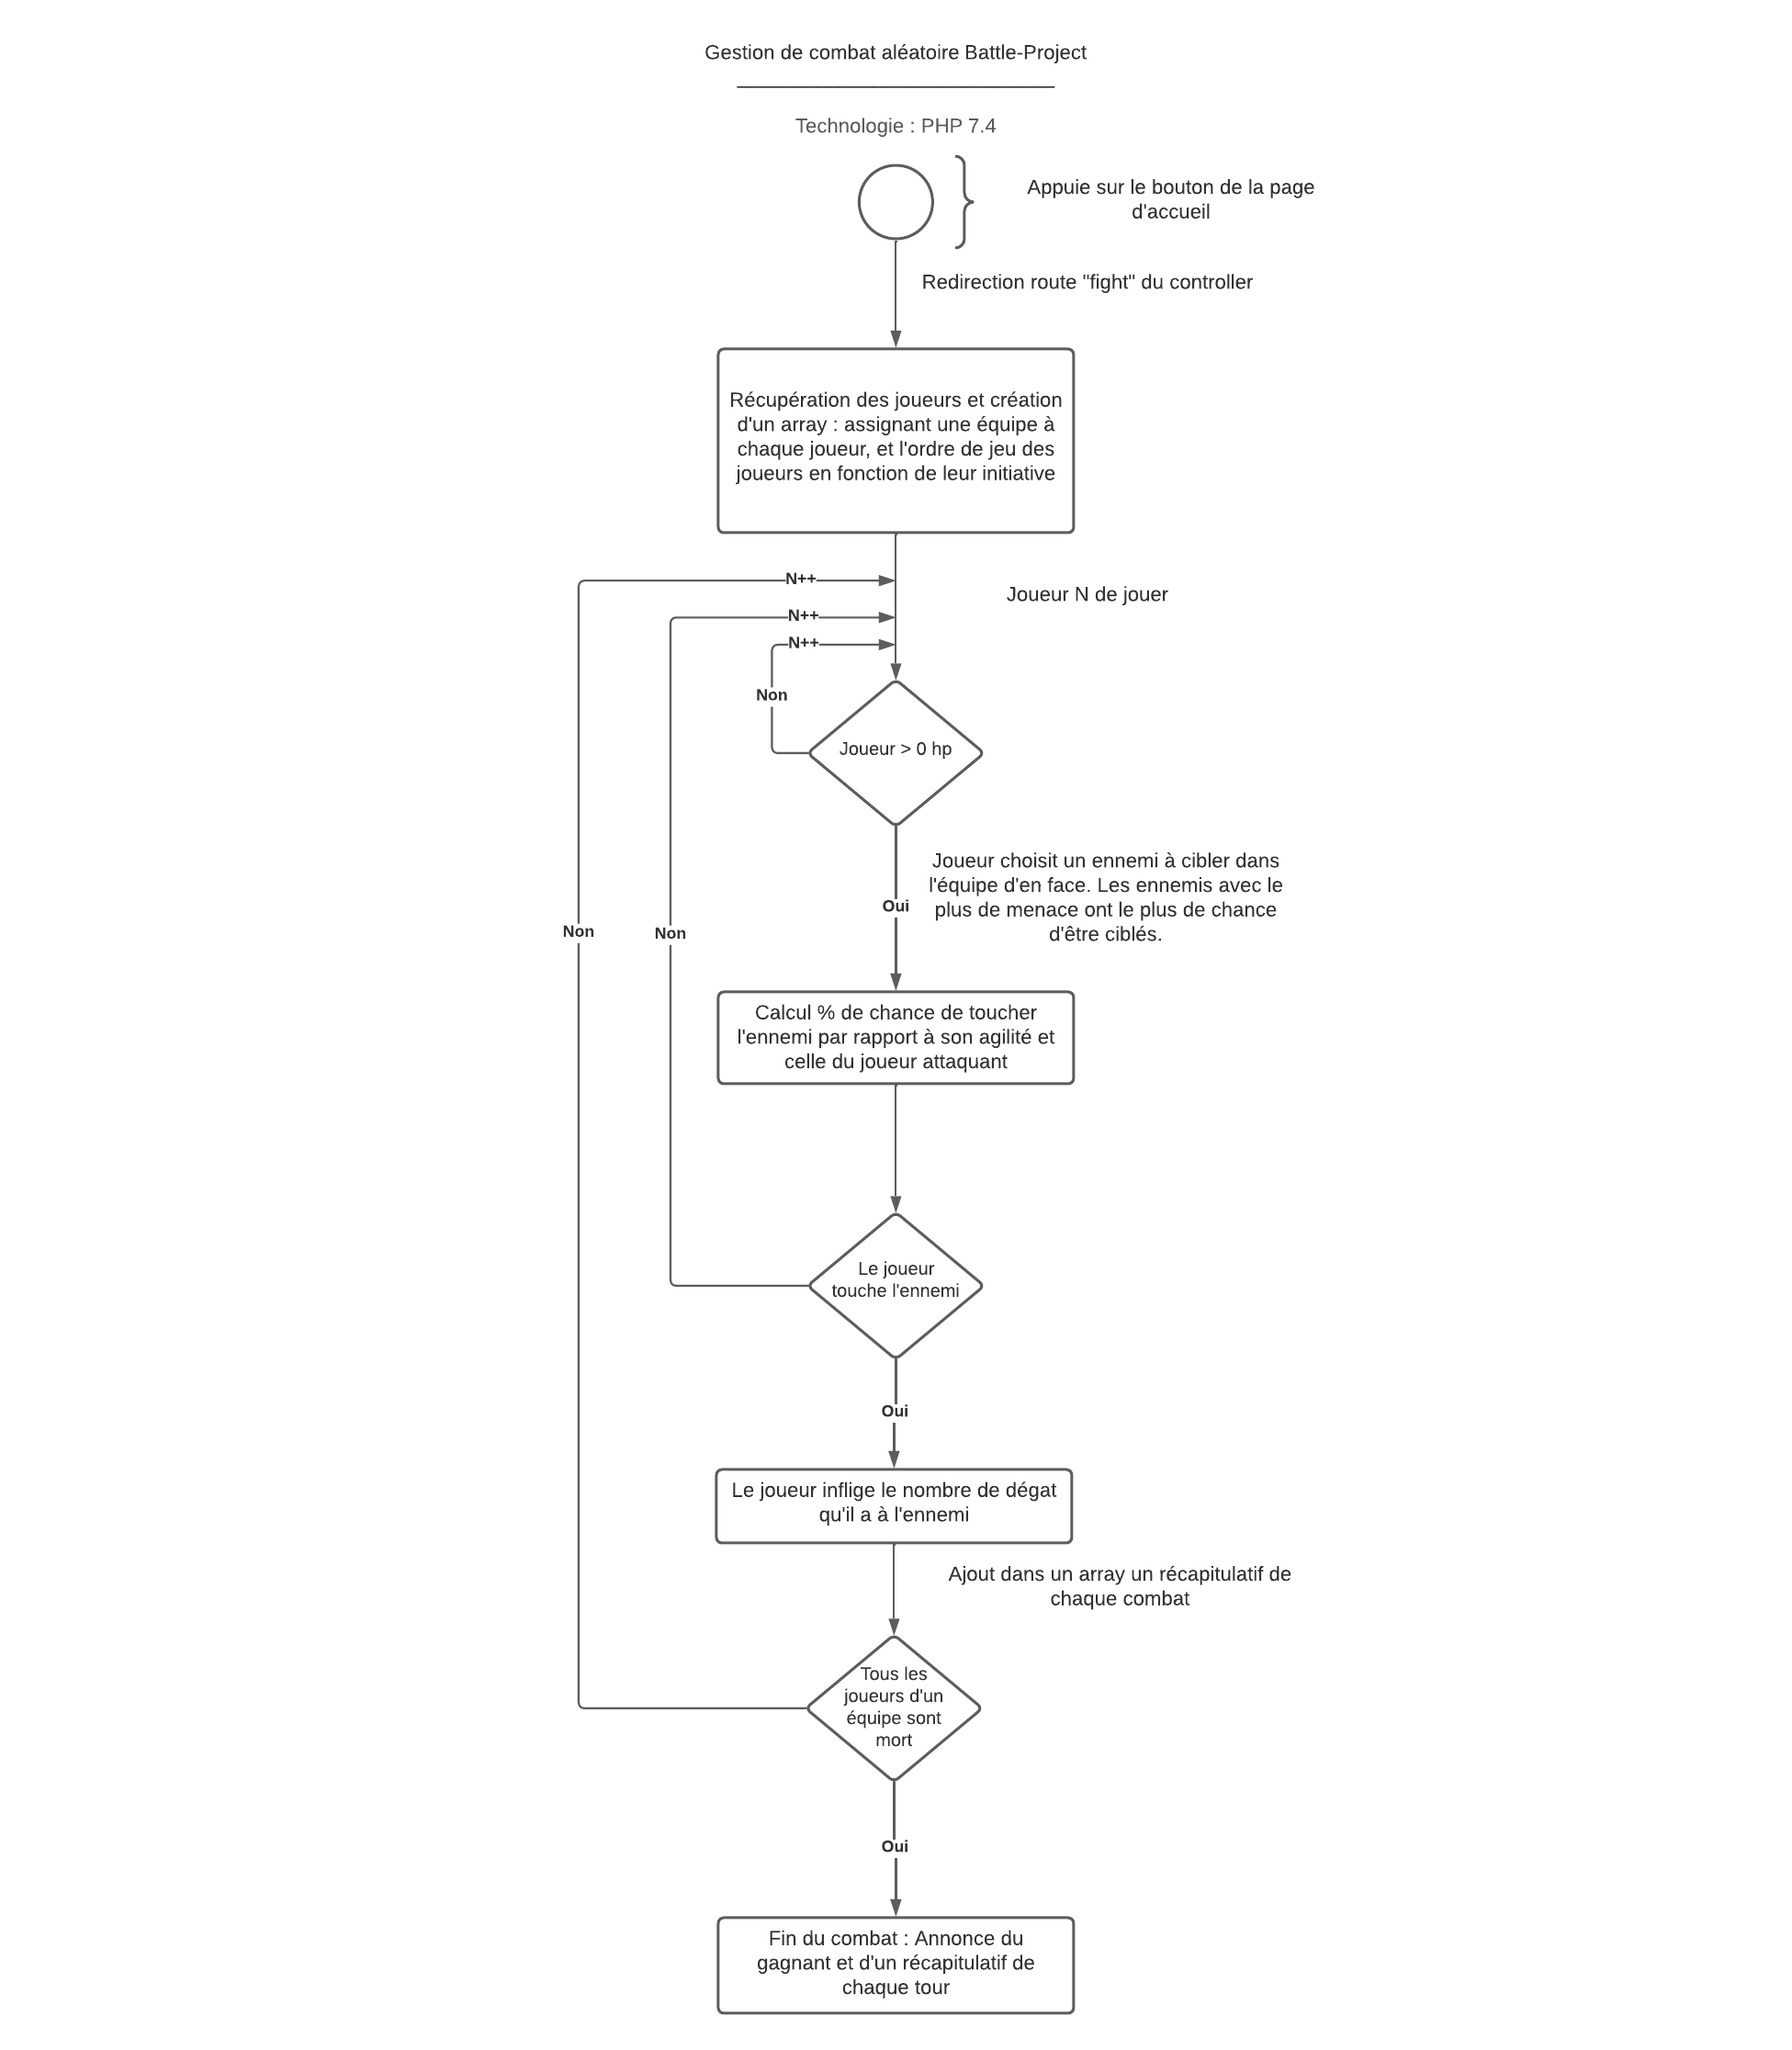 Gestion de combat aléatoire Battle-Project
Technologie : PHP 7.4
Appuie sur le bouton de la page
d'accueil
Redirection route "fight" du controller
Récupération des joueurs et création
d'un array : assignant une équipe à
chaque joueur, et l'ordre de jeu des
joueurs en fonction de leur initiative
N++
Joueur N de jouer
N++
N++
Non
Joueur > 0 hp
Joueur choisit un ennemi à cibler dans
l'équipe d'en face. Les ennemis avec le
plus de menace ont le plus de chance
d'être ciblés.
Oui
Non
Non
Calcul % de chance de toucher
l'ennemi par rapport à son agilité et
celle du joueur attaquant
Le joueur
touche l'ennemi
Oui
Le joueur inflige le nombre de dégat
qu'il a à l'ennemi
Ajout dans un array un récapitulatif de
chaque combat
Tous les
joueurs d'un
équipe sont
mort
Oui
Fin du combat : Annonce du
gagnant et d'un récapitulatif de
chaque tour